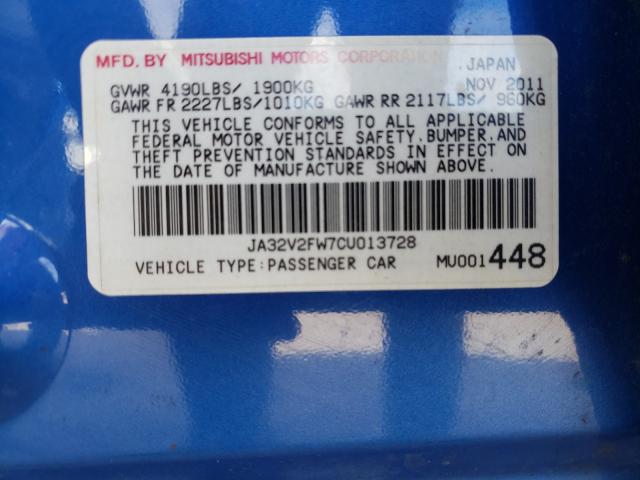 MFD. BY MITSUBISHI MOTORS CORPORATION JAPAN
GVWR 4190LBS/ 1900KG NOV 2011
GAWR FR 2227LBS/1010KG GAWR RR 2117LBS/ 960KG
THIS VEHICLE CONFORMS TO ALL APPLICABLE
FEDERAL MOTOR VEHICLE SAFETY.BUMPER.AND
THEFT PREVENTION STANDARDS IN EFFECT ON
THE DATE OF MANUFACTURE SHOWN ABOVE.
JA32V2FW7CU013728
VEHICLE TYPE:PASSENGER CAR MU001448